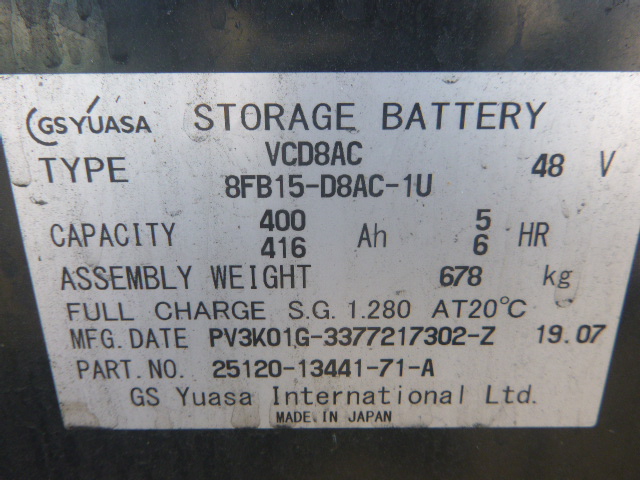 GS YUASA STORAGE BATTERY
TYPE VCD8AC 48 V
8FB15-D8AC-1U
CAPACITY 400 Ah 5 HR
416 6
ASSEMBLY WEIGHT 678 kg
FULL CHARGE S.G. 1.280 AT20℃
MFG.DATE PV3K01G-3377217302-Z 19.07
PART.NO. 25120-13441-71-A
GS Yuasa International Ltd.
MADE IN JAPAN